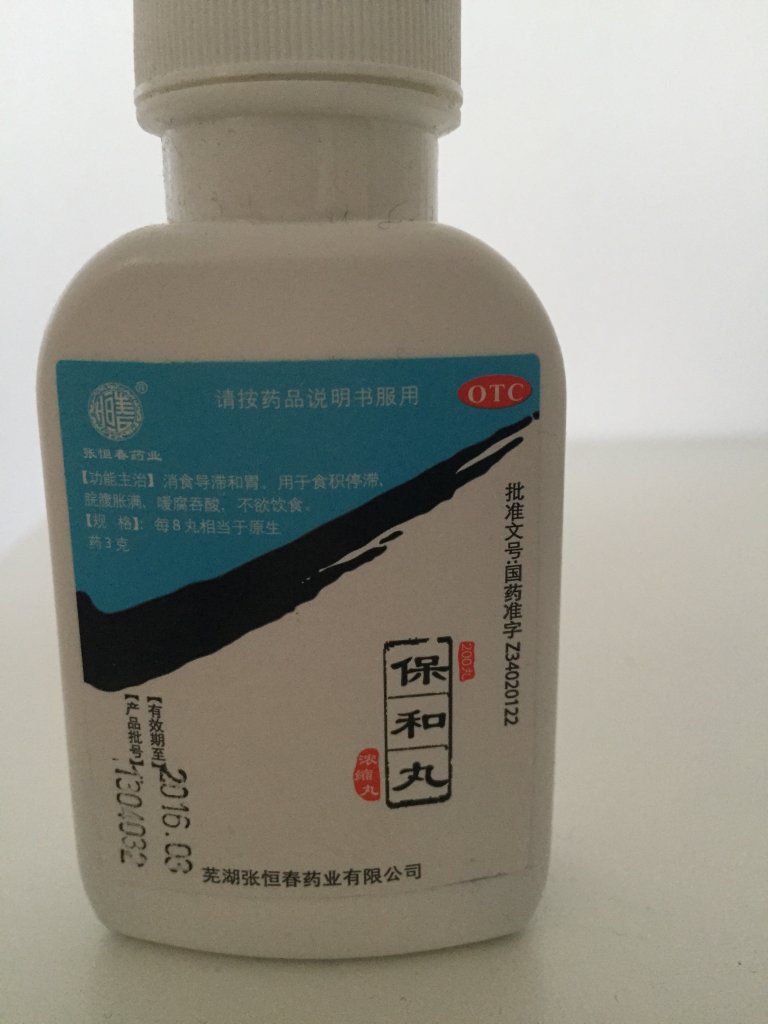 请按药品说明书服用
OTC
®
张恒春药业
【功能主治】消食导滞和胃。用于食积停滞,
脘腹胀满,嗳腐吞酸,不欲饮食。
【规 格】:每8丸相当于原生
药3克
批准文号:国药准字Z34020122
200丸
保和丸
浓缩丸
【有效期至】2016.03
【产品批号】1304032
芜湖张恒春药业有限公司